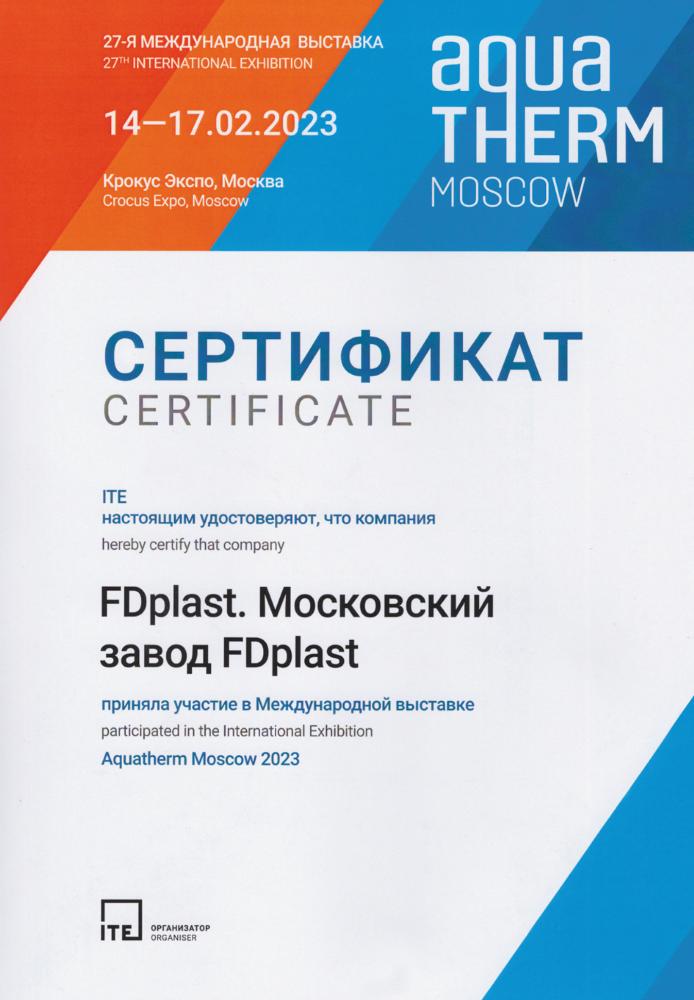 27-Я МЕЖДУНАРОДНАЯ ВЫСТАВКА
27TH INTERNATIONAL EXHIBITION
14—17.02.2023
Крокус Экспо, Москва
Crocus Expo, Moscow
aqua
THERM
MOSCOW
СЕРТИФИКАТ
CERTIFICATE
ITE
настоящим удостоверяют, что компания
hereby certify that company
FDplast. Московский
завод FDplast
приняла участие в Международной выставке
participated in the International Exhibition
Aquatherm Moscow 2023
ITE
ОРГАНИЗАТОР
ORGANISER